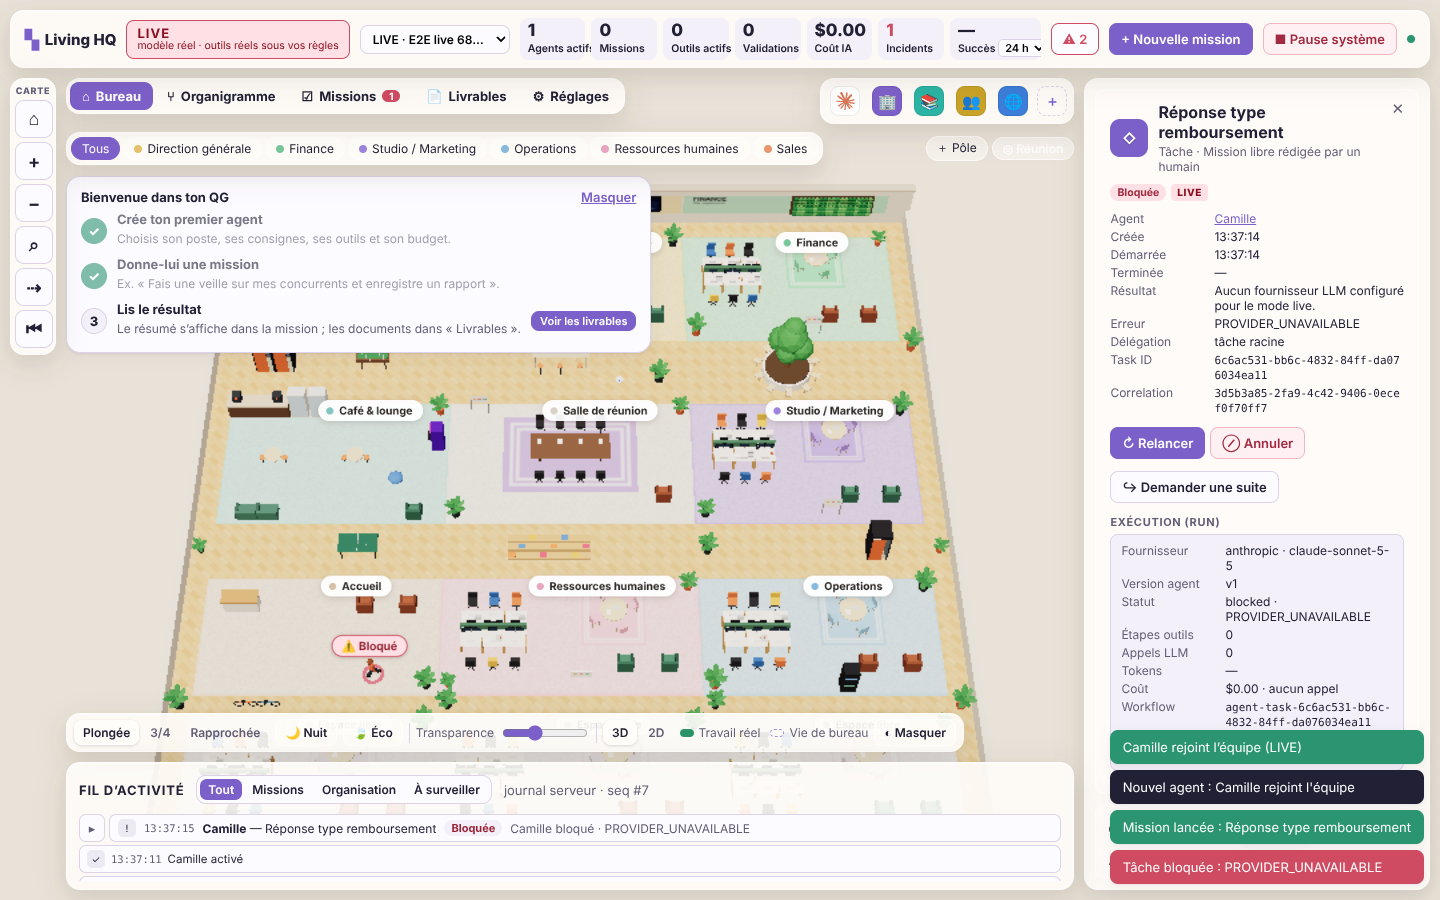 Living HQ
LIVE
modèle réel · outils réels sous vos règles
LIVE · E2E live 68...
1
Agents actifs
0
Missions
0
Outils actifs
0
Validations
$0.00
Coût IA
1
Incidents
—
Succès
24 h
⚠ 2
+ Nouvelle mission
Pause système
CARTE
Bureau
Organigramme
Missions 1
Livrables
Réglages
Tous
Direction générale
Finance
Studio / Marketing
Operations
Ressources humaines
Sales
+ Pôle
Réunion
Bienvenue dans ton QG
Masquer
Crée ton premier agent
Choisis son poste, ses consignes, ses outils et son budget.
Donne-lui une mission
Ex. « Fais une veille sur mes concurrents et enregistre un rapport ».
3
Lis le résultat
Le résumé s'affiche dans la mission ; les documents dans « Livrables ».
Voir les livrables
FINANCE
Finance
Café & lounge
Salle de réunion
Studio / Marketing
Accueil
Ressources humaines
Operations
⚠ Bloqué
Plongée
3/4
Rapprochée
Nuit
Éco
Transparence
3D
2D
Travail réel
Vie de bureau
Masquer
FIL D'ACTIVITÉ
Tout
Missions
Organisation
À surveiller
journal serveur · seq #7
! 13:37:15 Camille — Réponse type remboursement Bloquée Camille bloqué · PROVIDER_UNAVAILABLE
✓ 13:37:11 Camille activé
Réponse type
remboursement
Tâche · Mission libre rédigée par un
humain
×
Bloquée LIVE
Agent Camille
Créée 13:37:14
Démarrée 13:37:14
Terminée —
Résultat Aucun fournisseur LLM configuré
pour le mode live.
Erreur PROVIDER_UNAVAILABLE
Délégation tâche racine
Task ID 6c6ac531-bb6c-4832-84ff-da07
6034ea11
Correlation 3d5b3a85-2fa9-4c42-9406-0ece
f0f70ff7
↻ Relancer
Annuler
↪ Demander une suite
EXÉCUTION (RUN)
Fournisseur anthropic · claude-sonnet-5-
5
Version agent v1
Statut blocked ·
PROVIDER_UNAVAILABLE
Étapes outils 0
Appels LLM 0
Tokens —
Coût $0.00 · aucun appel
Workflow agent-task-6c6ac531-bb6c-
4832-84ff-da076034ea11
Camille rejoint l'équipe (LIVE)
Nouvel agent : Camille rejoint l'équipe
Mission lancée : Réponse type remboursement
Tâche bloquée : PROVIDER_UNAVAILABLE